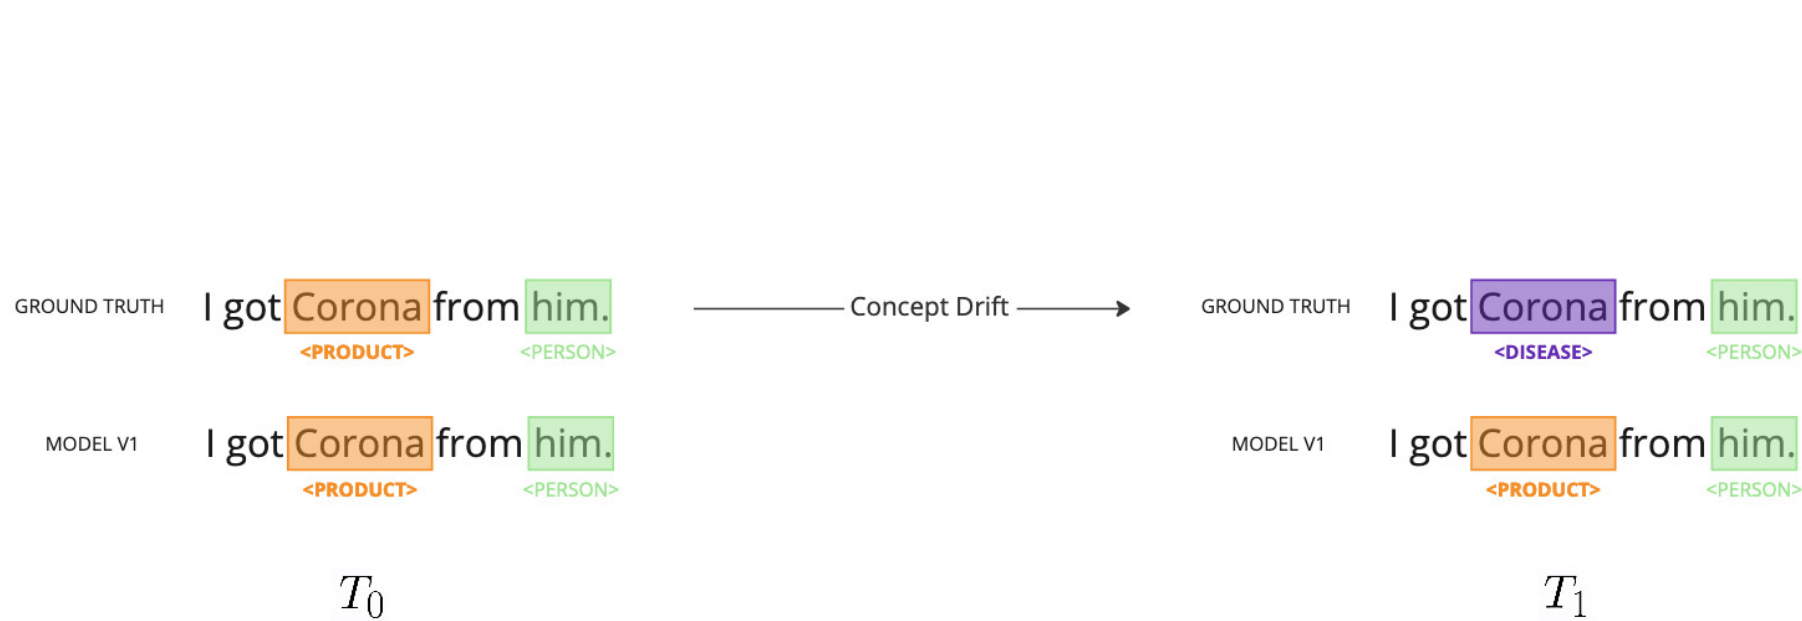 GROUND TRUTH I got Corona from him. Concept Drift GROUND TRUTH I got Corona from him.
<PRODUCT> <PERSON> <DISEASE> <PERSON>
MODEL V1 I got Corona from him. MODEL V1 I got Corona from him.
<PRODUCT> <PERSON> <PRODUCT> <PERSON>
T0 T1